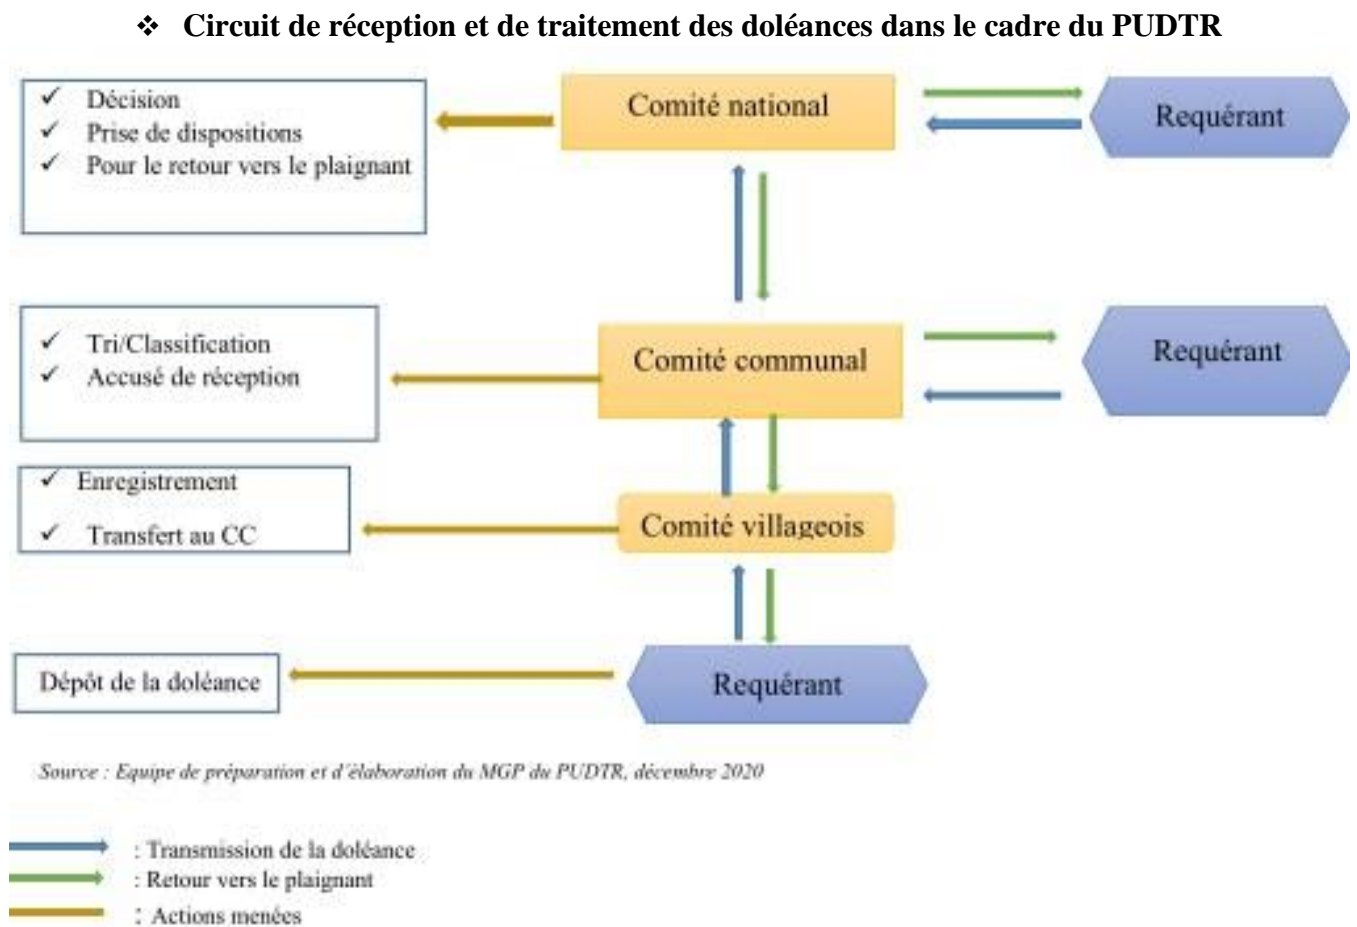 ❖ Circuit de réception et de traitement des doléances dans le cadre du PUDTR
✓ Décision
✓ Prise de dispositions
✓ Pour le retour vers le plaignant
Comité national
Requérant
✓ Tri/Classification
✓ Accusé de réception
Comité communal
Requérant
✓ Enregistrement
✓ Transfert au CC
Comité villageois
Dépôt de la doléance
Requérant
Source : Equipe de préparation et d'élaboration du MGP du PUDTR, décembre 2020
: Transmission de la doléance
: Retour vers le plaignant
: Actions menées